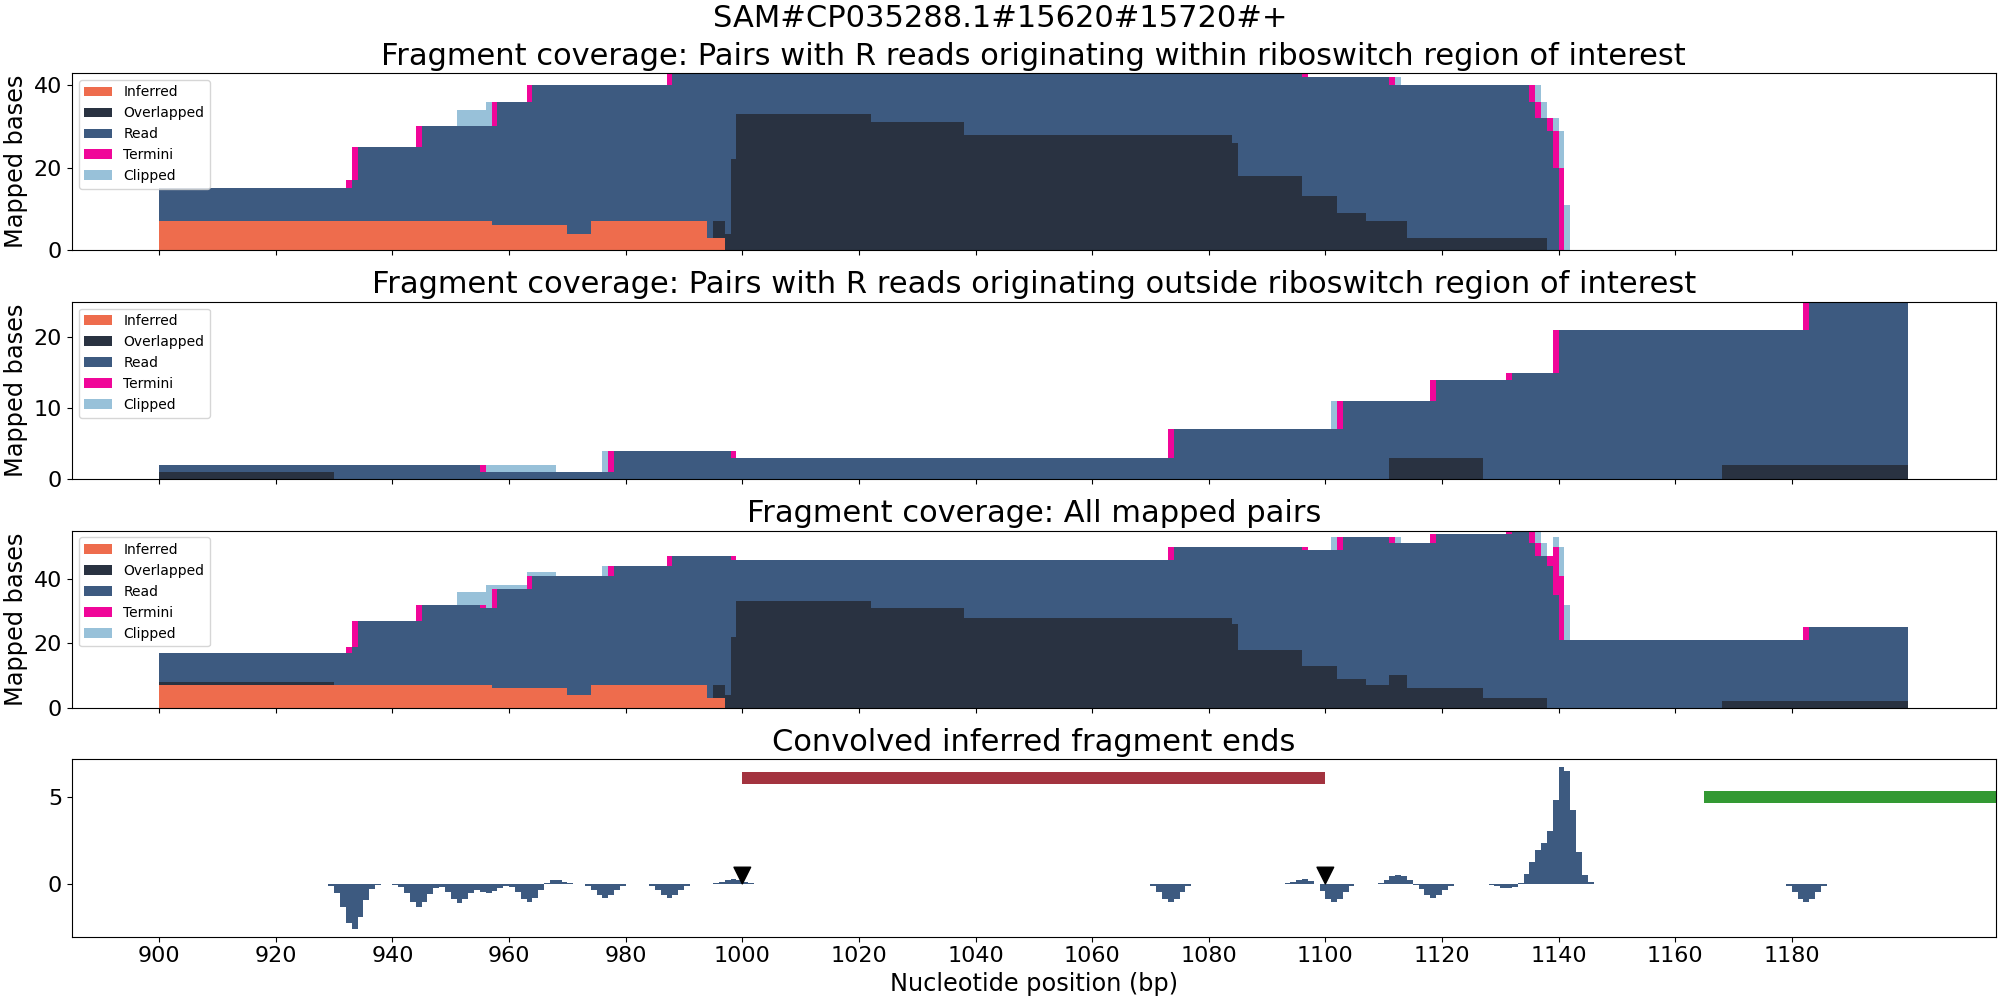 SAM#CP035288.1#15620#15720#+
Fragment coverage: Pairs with R reads originating within riboswitch region of interest
Mapped bases
40
20
0
Inferred
Overlapped
Read
Termini
Clipped
Fragment coverage: Pairs with R reads originating outside riboswitch region of interest
Mapped bases
20
10
0
Inferred
Overlapped
Read
Termini
Clipped
Fragment coverage: All mapped pairs
Mapped bases
40
20
0
Inferred
Overlapped
Read
Termini
Clipped
Convolved inferred fragment ends
5
0
900 920 940 960 980 1000 1020 1040 1060 1080 1100 1120 1140 1160 1180
Nucleotide position (bp)